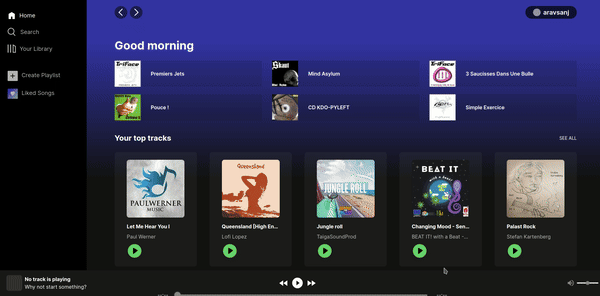 Home
aravsanj
Search
Your Library
Good morning
Create Playlist
Liked Songs
TriFace
Premiers Jets
Skaut
Mind Asylum
TriFace
3 Saucisses Dans Une Bulle
Pouce !
CD KDO-PYLEFT
Simple Exercice
Your top tracks
SEE ALL
PAULWERNER
MUSIC
Queensland
JUNGLE ROLL
BEAT IT
Let Me Hear You !
Queensland [High En...
Jungle roll
Changing Mood - Sen...
Palast Rock
Paul Werner
Lofi Lopez
TaigaSoundProd
BEAT IT! with a Beat -...
Stefan Kartenberg
No track is playing
Why not start something?